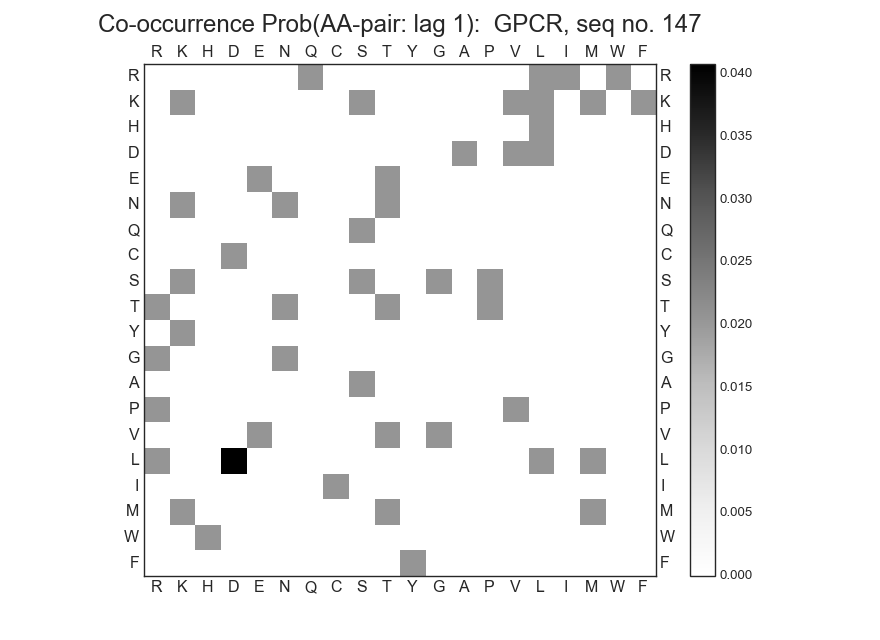 Co-occurrence Prob(AA-pair: lag 1):  GPCR, seq no. 147
R K H D E N Q C S T Y G A P V L I M W F
R R 0.040
K K
H H 0.035
D D
E E 0.030
N N
Q Q 0.025
C C
S S
T T 0.020
Y Y
G G 0.015
A A
P P 0.010
V V
L L
I I 0.005
M M
W W
F F 0.000
R K H D E N Q C S T Y G A P V L I M W F